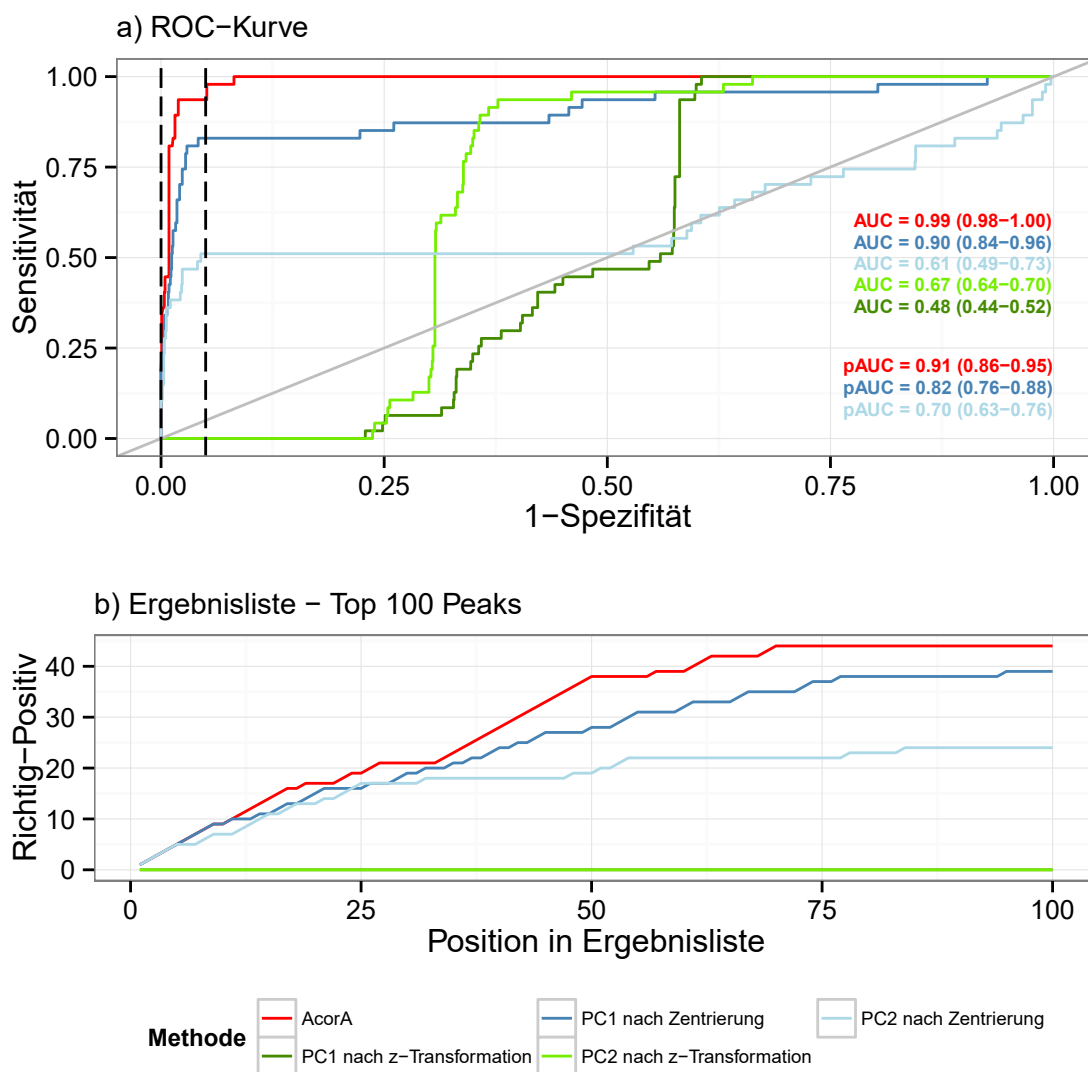 a) ROC−Kurve
1.00
0.75
0.50
0.25
0.00
Sensitivität
AUC = 0.99 (0.98−1.00)
AUC = 0.90 (0.84−0.96)
AUC = 0.61 (0.49−0.73)
AUC = 0.67 (0.64−0.70)
AUC = 0.48 (0.44−0.52)
pAUC = 0.91 (0.86−0.95)
pAUC = 0.82 (0.76−0.88)
pAUC = 0.70 (0.63−0.76)
0.00 0.25 0.50 0.75 1.00
1−Spezifität
b) Ergebnisliste − Top 100 Peaks
40
30
20
10
0
Richtig−Positiv
0 25 50 75 100
Position in Ergebnisliste
Methode
AcorA PC1 nach Zentrierung PC2 nach Zentrierung
PC1 nach z−Transformation PC2 nach z−Transformation